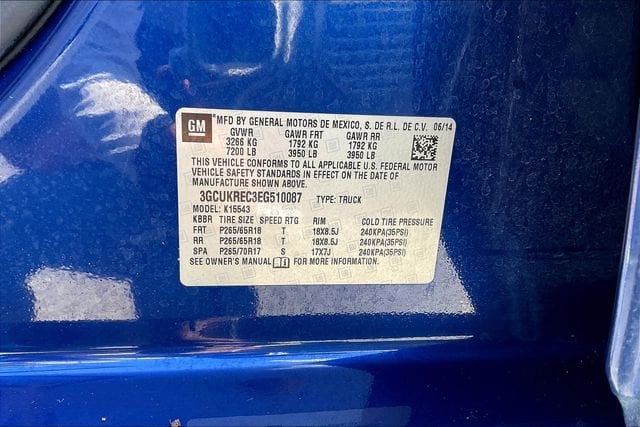 GM
*MFD BY GENERAL MOTORS DE MEXICO, S. DE R.L. DE C.V. 06/14
GVWR GAWR FRT GAWR RR
3266 KG 1792 KG 1792 KG
7200 LB 3950 LB 3950 LB
THIS VEHICLE CONFORMS TO ALL APPLICABLE U.S. FEDERAL MOTOR
VEHICLE SAFETY STANDARDS IN EFFECT ON THE DATE OF
MANUFACTURE SHOWN ABOVE.
3GCUKREC3EG510087 TYPE: TRUCK
MODEL: K15543
KBBR TIRE SIZE SPEED RTG RIM COLD TIRE PRESSURE
FRT P265/65R18 T 18X8.5J 240KPA(35PSI)
RR P265/65R18 T 18X8.5J 240KPA(35PSI)
SPA P265/70R17 S 17X7J 240KPA(35PSI)
SEE OWNER'S MANUAL FOR MORE INFORMATION.